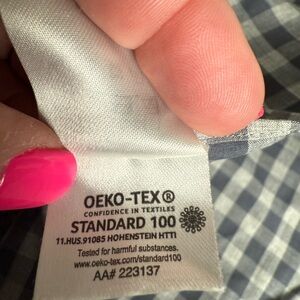 OEKO-TEX®
CONFIDENCE IN TEXTILES
STANDARD 100
11.HUS.91085 HOHENSTEIN HTTI
Tested for harmful substances.
www.oeko-tex.com/standard100
AA# 223137